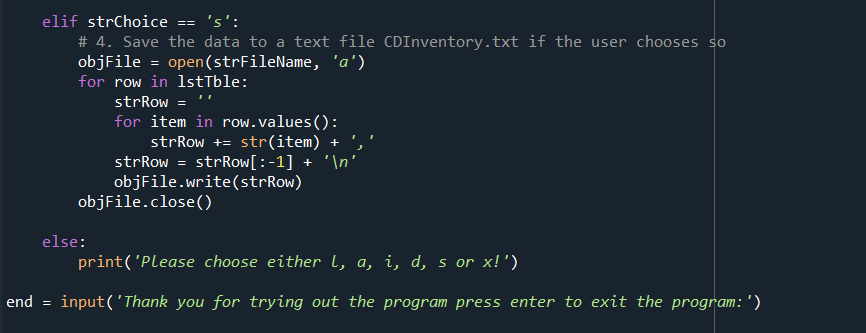 elif strChoice == 's':
# 4. Save the data to a text file CDInventory.txt if the user chooses so
objFile = open(strFileName, 'a')
for row in lstTble:
strRow = ''
for item in row.values():
strRow += str(item) + ','
strRow = strRow[:-1] + '\n'
objFile.write(strRow)
objFile.close()
else:
print('Please choose either l, a, i, d, s or x!')
end = input('Thank you for trying out the program press enter to exit the program:')